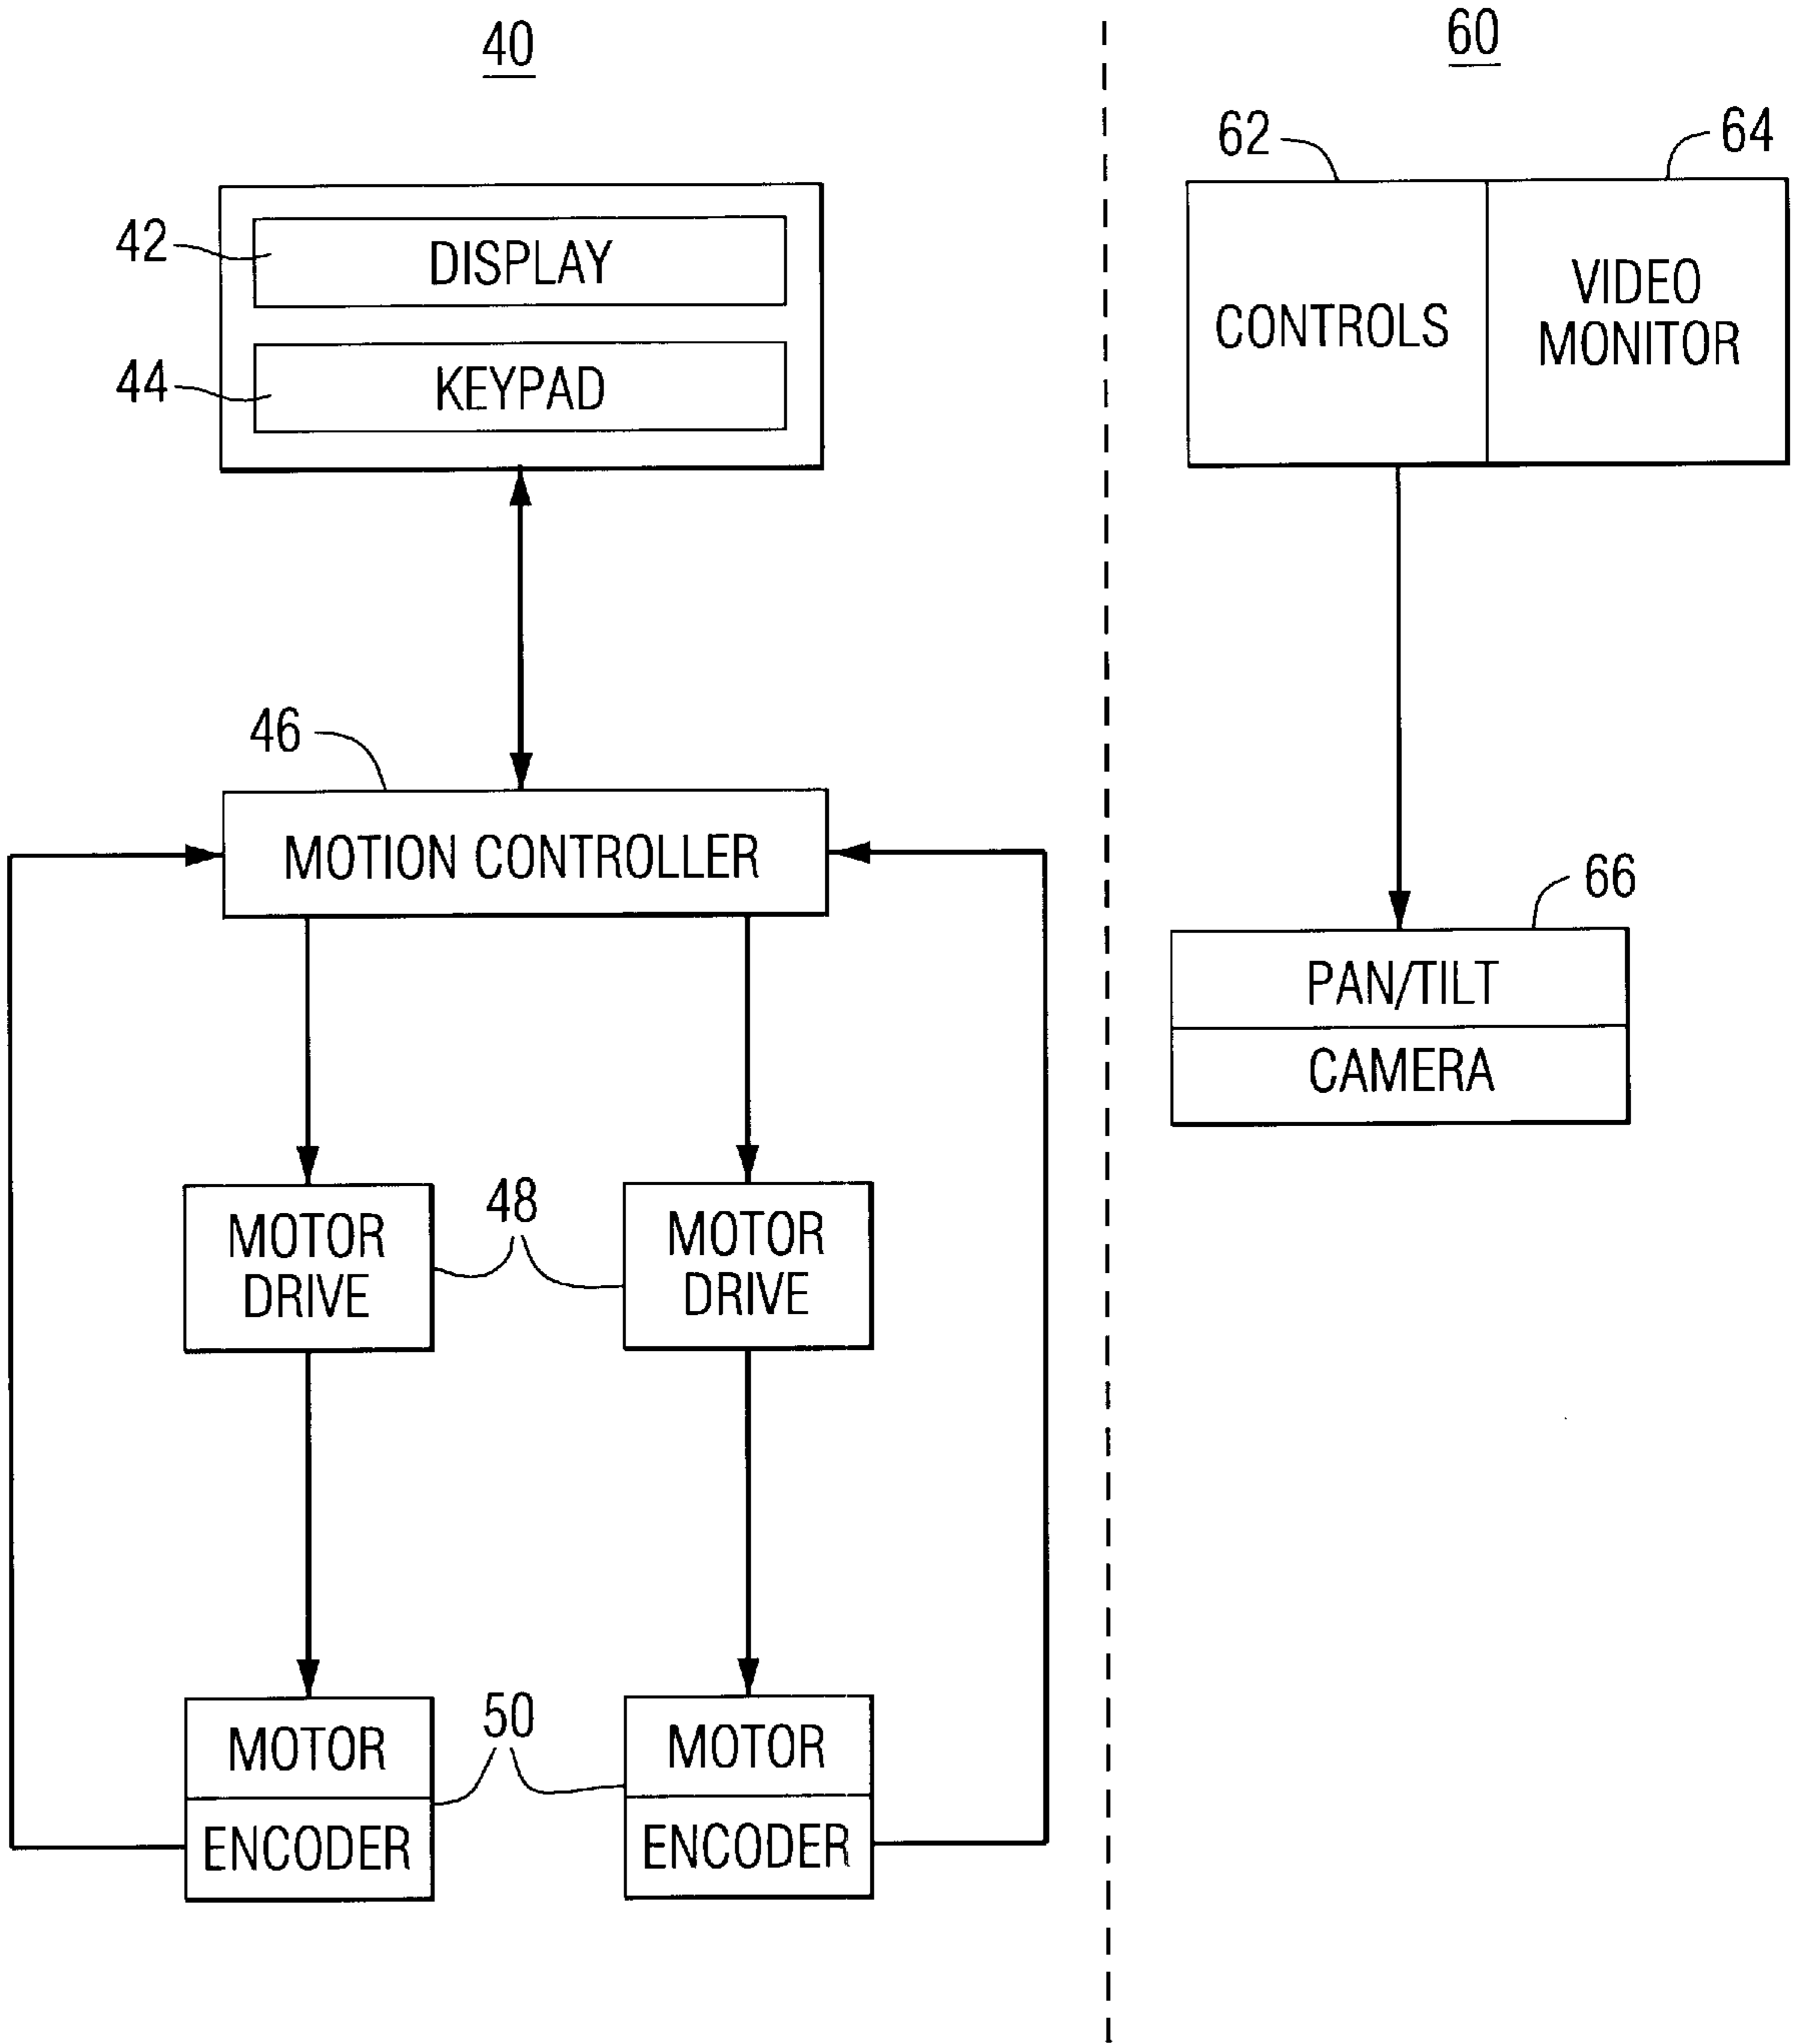 40
42
DISPLAY
44
KEYPAD
46
MOTION CONTROLLER
48
MOTOR
DRIVE
MOTOR
DRIVE
50
MOTOR
ENCODER
MOTOR
ENCODER
60
62
64
CONTROLS
VIDEO
MONITOR
66
PAN/TILT
CAMERA